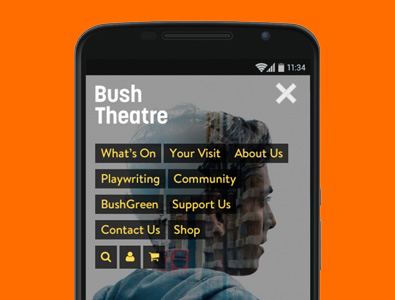 11:34
Bush
Theatre
What's On Your Visit About Us
Playwriting Community
BushGreen Support Us
Contact Us Shop